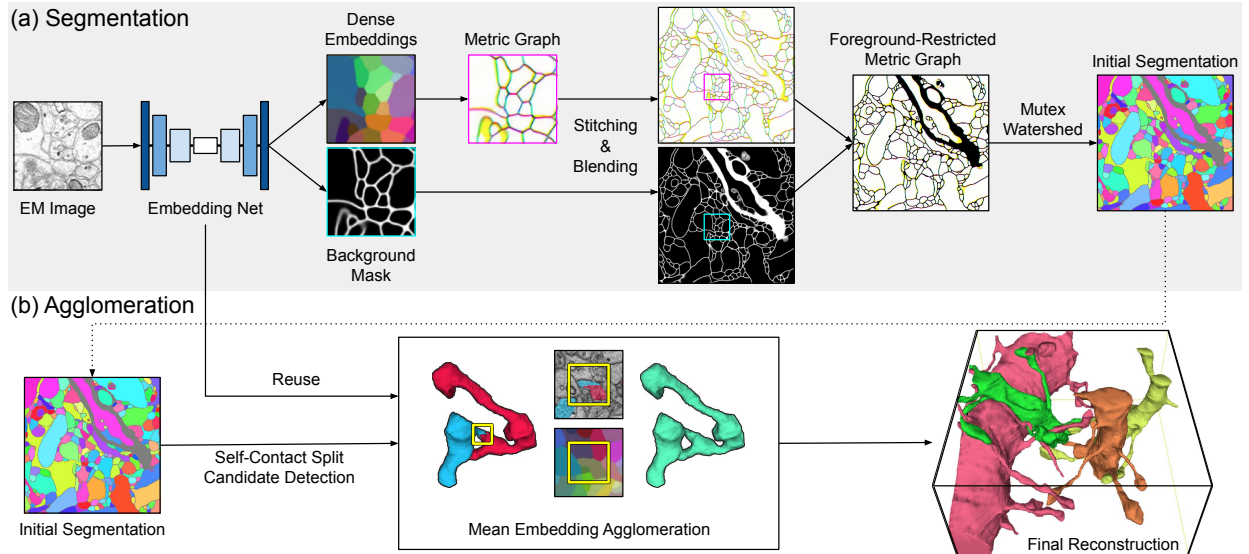 (a) Segmentation
Dense
Embeddings
Metric Graph
Foreground-Restricted
Metric Graph
Initial Segmentation
Stitching
&
Blending
Mutex
Watershed
EM Image
Embedding Net
Background
Mask
(b) Agglomeration
Reuse
Self-Contact Split
Candidate Detection
Initial Segmentation
Mean Embedding Agglomeration
Final Reconstruction